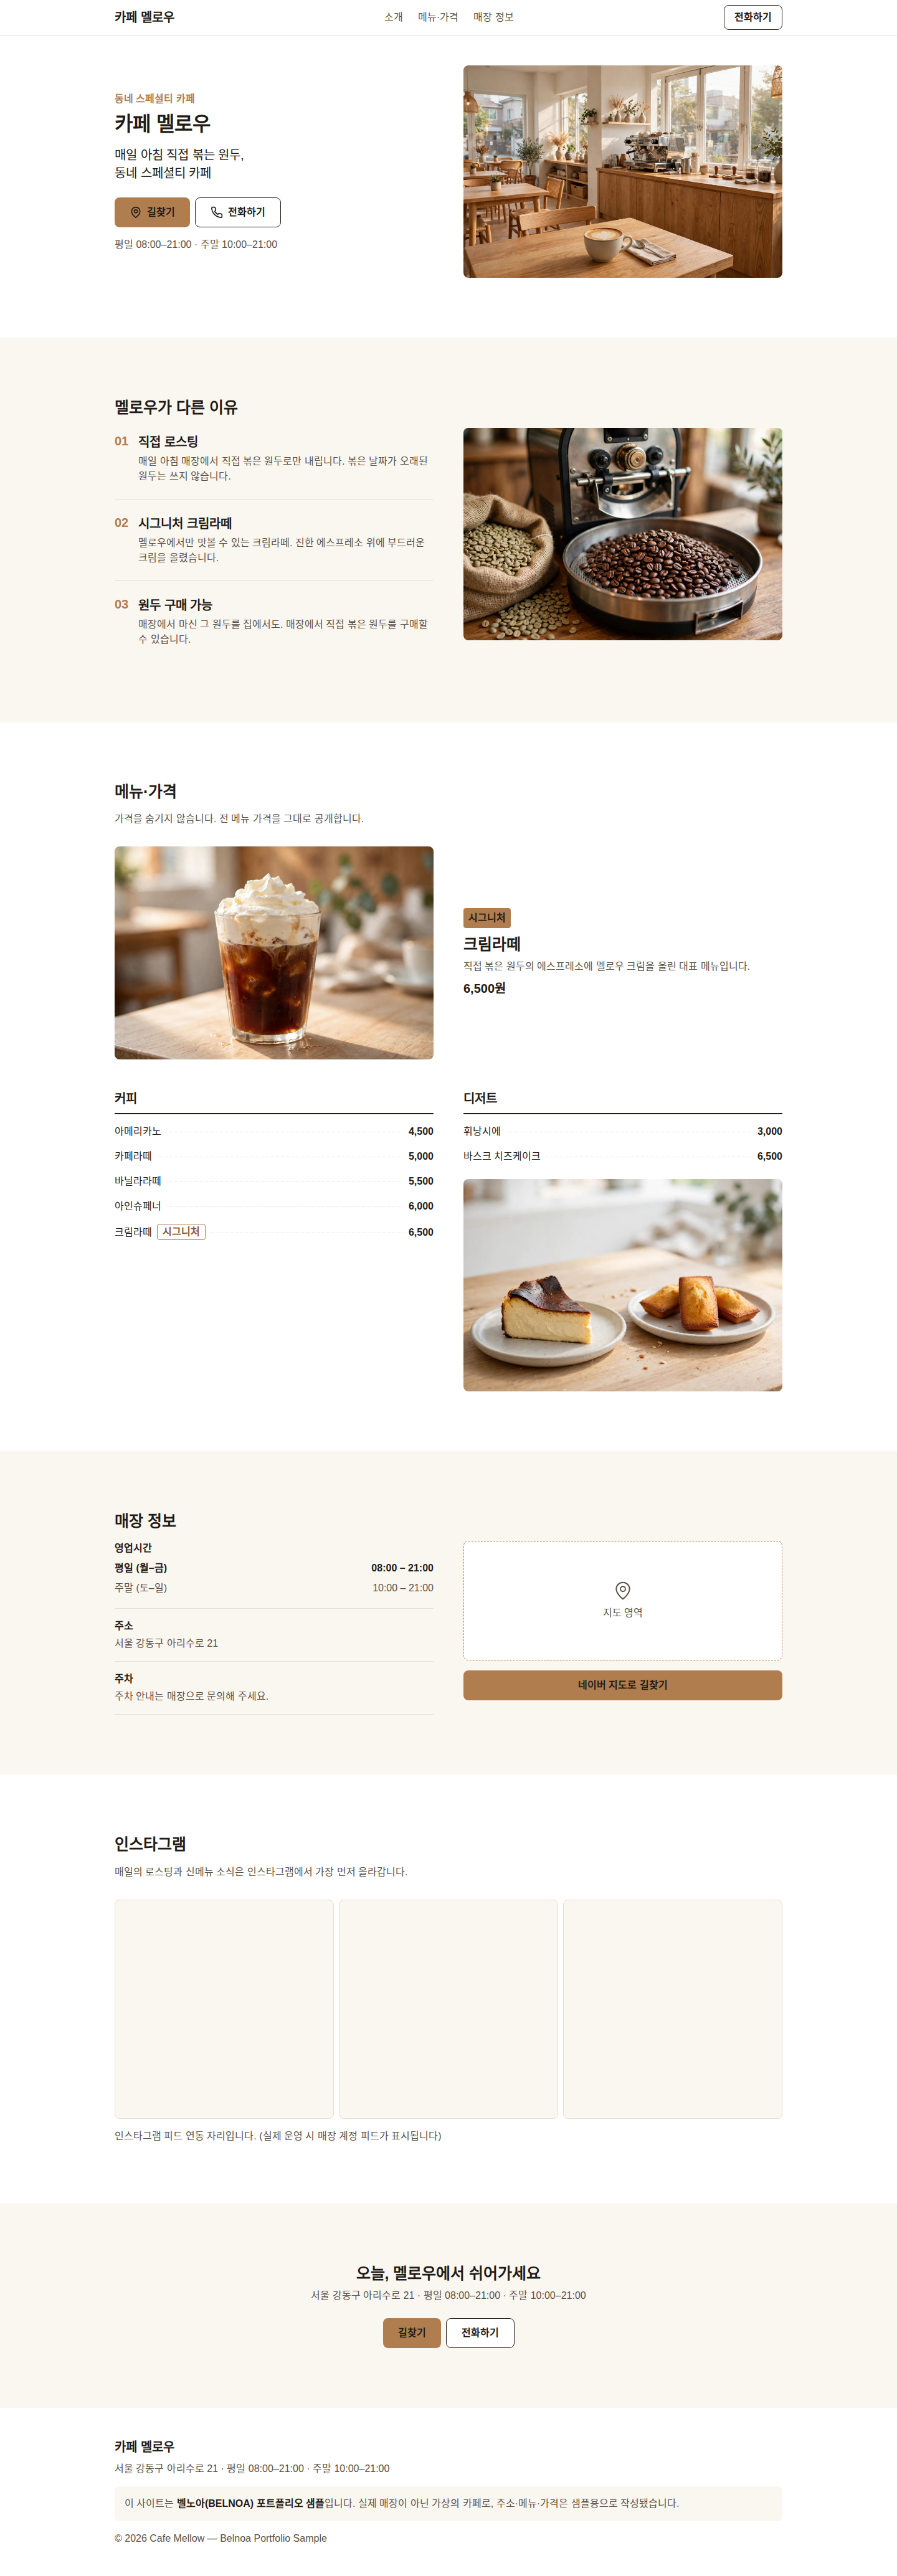 카페 멜로우
소개 메뉴·가격 매장 정보
전화하기
동네 스페셜티 카페
카페 멜로우
매일 아침 직접 볶는 원두,
동네 스페셜티 카페
길찾기 전화하기
평일 08:00–21:00 · 주말 10:00–21:00
멜로우가 다른 이유
01 직접 로스팅
매일 아침 매장에서 직접 볶은 원두로만 내립니다. 볶은 날짜가 오래된
원두는 쓰지 않습니다.
02 시그니처 크림라떼
멜로우에서만 맛볼 수 있는 크림라떼. 진한 에스프레소 위에 부드러운
크림을 올렸습니다.
03 원두 구매 가능
매장에서 마신 그 원두를 집에서도. 매장에서 직접 볶은 원두를 구매할
수 있습니다.
메뉴·가격
가격을 숨기지 않습니다. 전 메뉴 가격을 그대로 공개합니다.
시그니처
크림라떼
직접 볶은 원두의 에스프레소에 멜로우 크림을 올린 대표 메뉴입니다.
6,500원
커피
아메리카노 4,500
카페라떼 5,000
바닐라라떼 5,500
아인슈페너 6,000
크림라떼 시그니처 6,500
디저트
휘낭시에 3,000
바스크 치즈케이크 6,500
매장 정보
영업시간
평일 (월–금) 08:00 – 21:00
주말 (토–일) 10:00 – 21:00
주소
서울 강동구 아리수로 21
주차
주차 안내는 매장으로 문의해 주세요.
지도 영역
네이버 지도로 길찾기
인스타그램
매일의 로스팅과 신메뉴 소식은 인스타그램에서 가장 먼저 올라갑니다.
인스타그램 피드 연동 자리입니다. (실제 운영 시 매장 계정 피드가 표시됩니다)
오늘, 멜로우에서 쉬어가세요
서울 강동구 아리수로 21 · 평일 08:00–21:00 · 주말 10:00–21:00
길찾기 전화하기
카페 멜로우
서울 강동구 아리수로 21 · 평일 08:00–21:00 · 주말 10:00–21:00
이 사이트는 벨노아(BELNOA) 포트폴리오 샘플입니다. 실제 매장이 아닌 가상의 카페로, 주소·메뉴·가격은 샘플용으로 작성됐습니다.
© 2026 Cafe Mellow — Belnoa Portfolio Sample